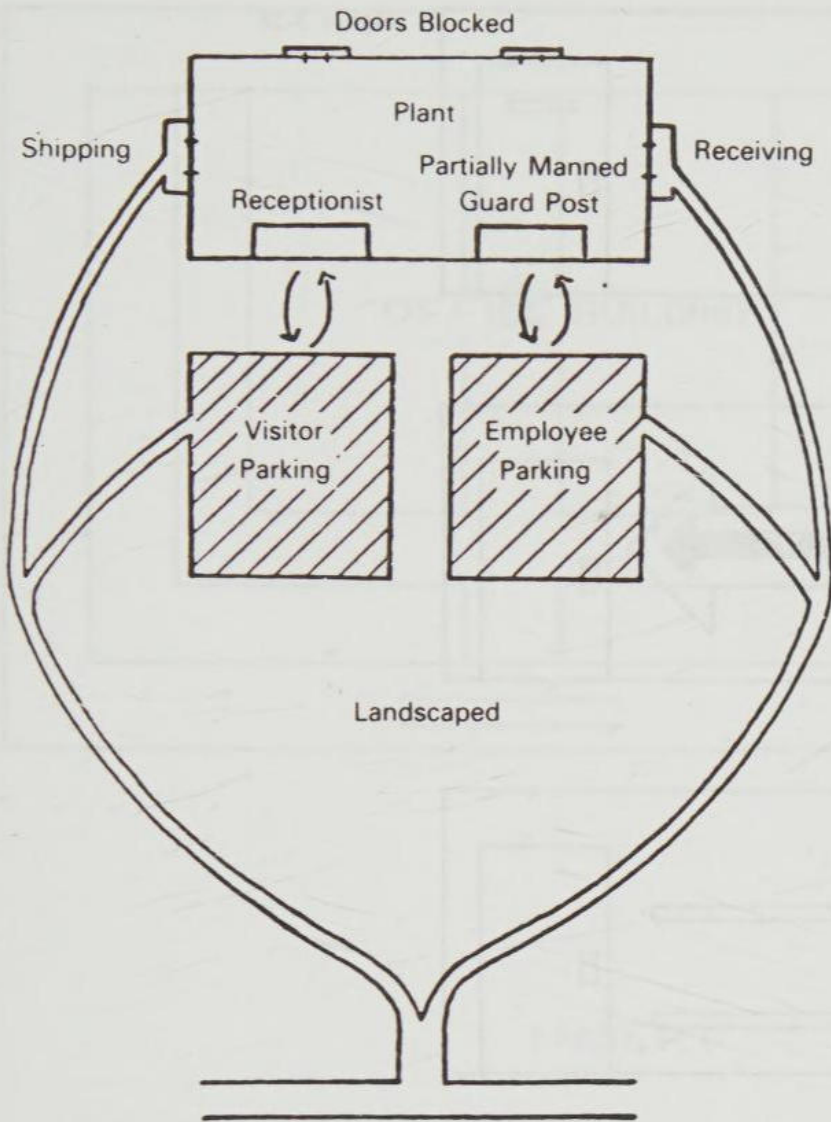 Doors Blocked
Plant
Shipping
Partially Manned
Receiving
Receptionist
Guard Post
Visitor
Parking
Employee
Parking
Landscaped